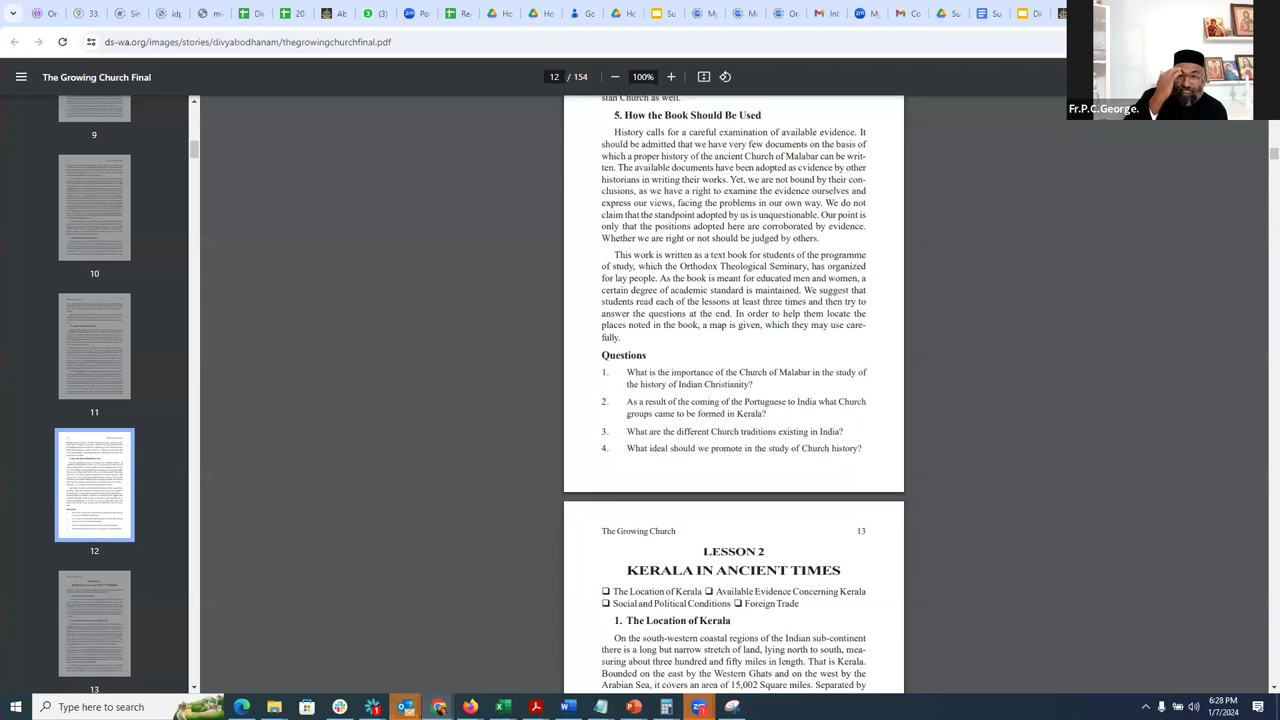 Mail
Me
Slide
Do
ds-wa.org/images/stories/divyabodhanam/thegrowingchurch/final.pdf
The Growing Church Final
/ 154
100%
Fr.P.C.George.
sian Church as well.
5. How the Book Should Be Used
History calls for a careful examination of available evidence. It
should be admitted that we have very few documents on the basis of
which a proper history of the ancient Church of Malabar can be writ-
ten. The available documents have been adopted as evidence by other
historians in writing their works. Yet, we are not bound by their con-
clusions, as we have a right to examine the evidence ourselves and
express our views, facing the problems in our own way. We do not
claim that the standpoint adopted by us is unquestionable. Our point is
only that the positions adopted here are corroborated by evidence.
Whether we are right or not should be judged by others.
This work is written as a text book for students of the programme
of study, which the Orthodox Theological Seminary, has organized
for lay people. As the book is meant for educated men and women, a
certain degree of academic standard is maintained. We suggest that
students read each of the lessons at least three times and then try to
answer the questions at the end. In order to help them locate the
places noted in the book, a map is given, which they may use care-
fully.
Questions
1. What is the importance of the Church of Malabar in the study of
the history of Indian Christianity?
2. As a result of the coming of the Portuguese to India what Church
groups came to be formed in Kerala?
3. What are the different Church traditions existing in India?
4. What ideal should we promote in the study of Church history?
The Growing Church 13
LESSON 2
KERALA IN ANCIENT TIMES
❑ The Location of Kerala ❑ Available Evidence Concerning Kerala
❑ Social and Political Conditions ❑ Foreign Trade
1. The Location of Kerala
On the south-western coastal regions of the Indian sub-continent
there is a long but narrow stretch of land, lying north to south, mea-
suring about three hundred and fifty miles in length. That is Kerala.
Bounded on the east by the Western Ghats and on the west by the
Arabian Sea, it covers an area of 15,002 Square miles. Separated by
9
10
11
12
13
Type here to search
6:28 PM
1/7/2024